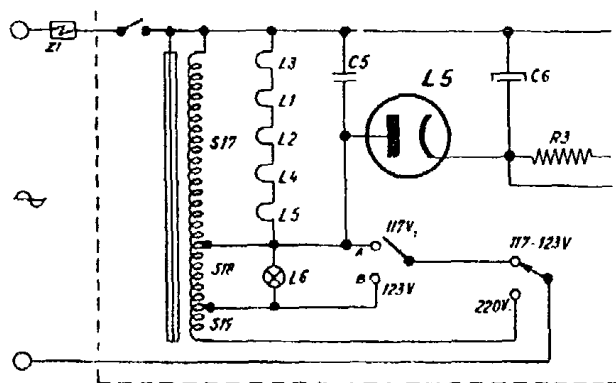 Z1
L3
C5
L5
C6
L1
S17
L2
R3
L4
L5
117V,
A
117-123V
S18
L6
B
123V
220V.
S19